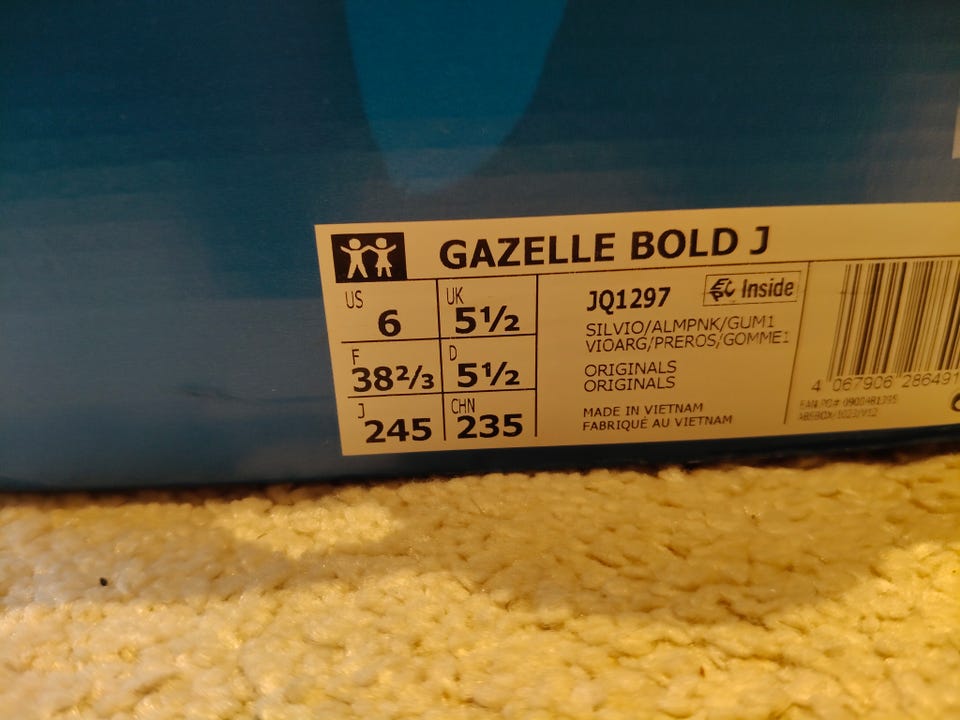 GAZELLE BOLD J
US 6 UK 5½
F 38⅔ D 5½
J 245 CHN 235
JQ1297 Inside
SILVIO/ALMPNK/GUM1
VIOARG/PREROS/GOMME1
ORIGINALS
ORIGINALS
MADE IN VIETNAM
FABRIQUÉ AU VIETNAM
4 067906 286491